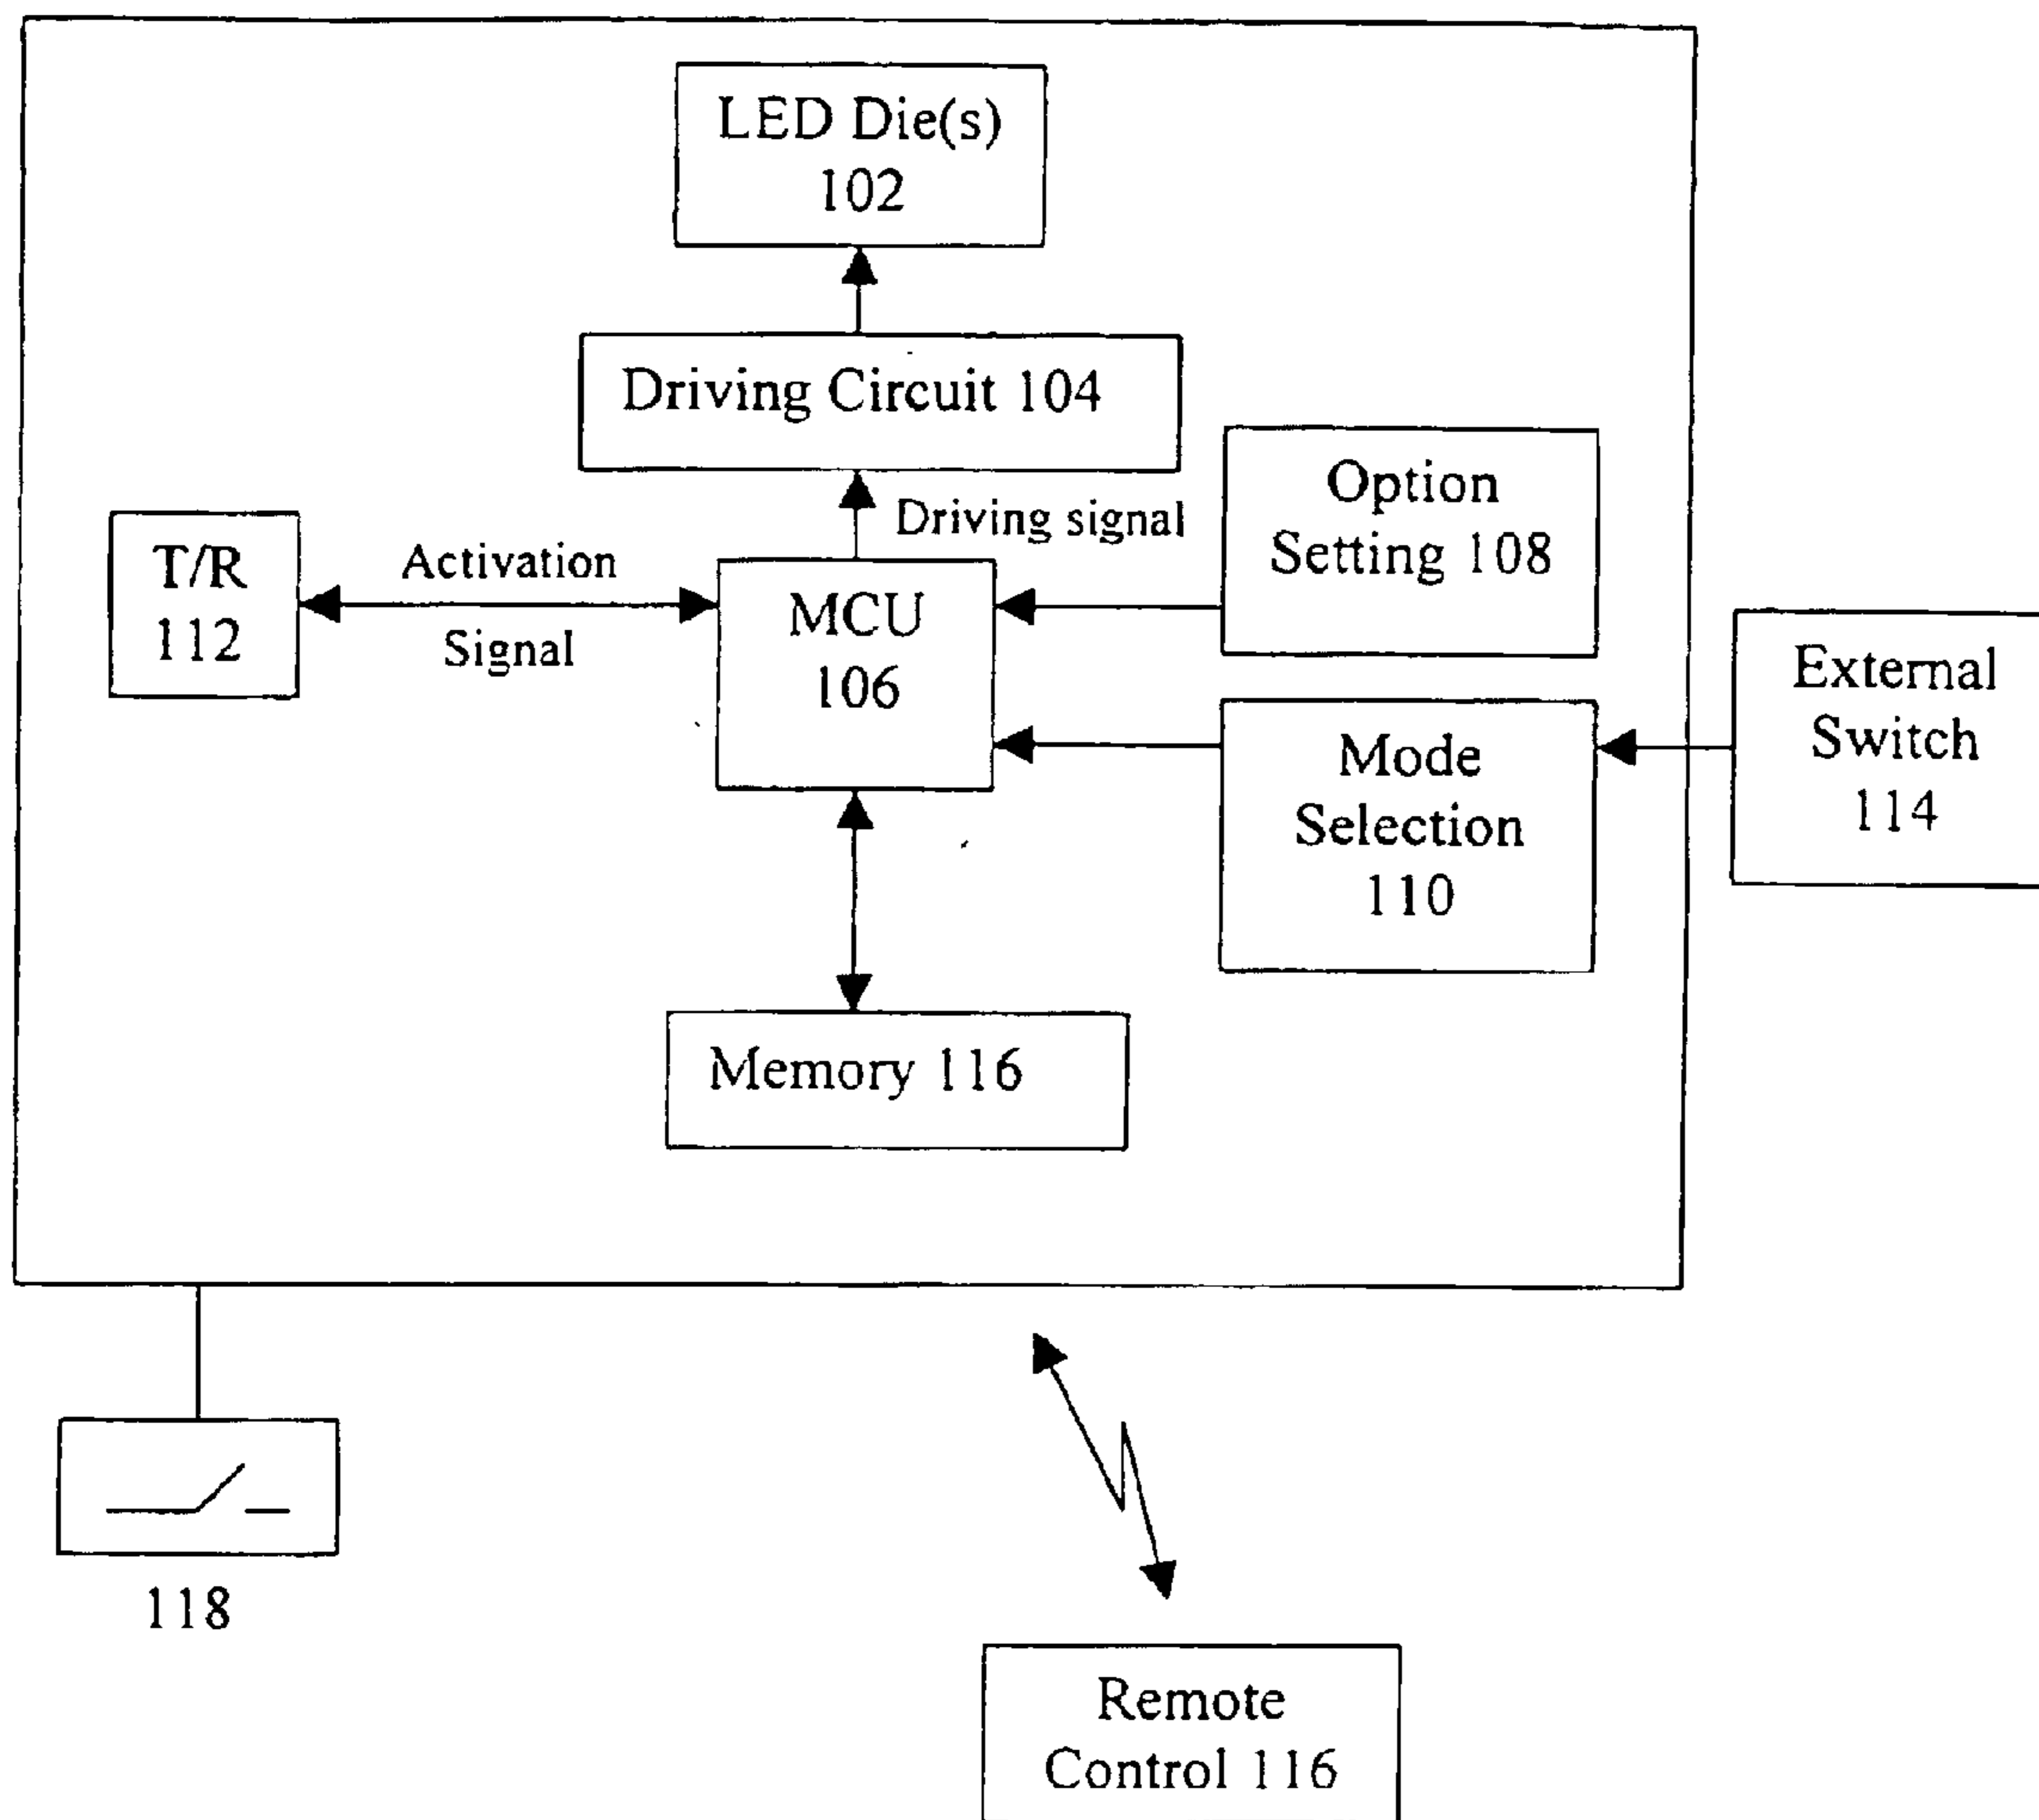 LED Die(s)
102
Driving Circuit 104
Driving signal
Option
Setting 108
T/R
112
Activation
Signal
MCU
106
External
Switch
114
Mode
Selection
110
Memory 116
118
Remote
Control 116